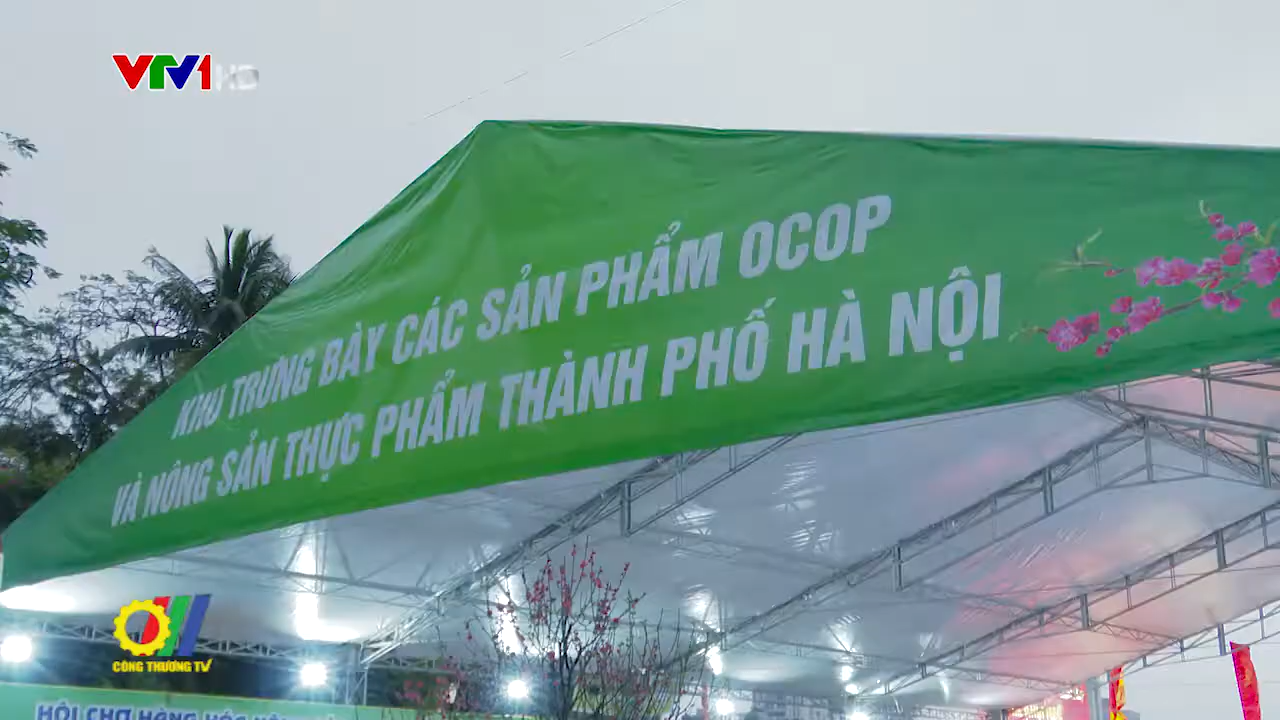 VTV1 HD
KHU TRƯNG BÀY CÁC SẢN PHẨM OCOP
VÀ NÔNG SẢN THỰC PHẨM THÀNH PHỐ HÀ NỘI
CÔNG THƯƠNG TV
HỘI CHỢ HÀNG